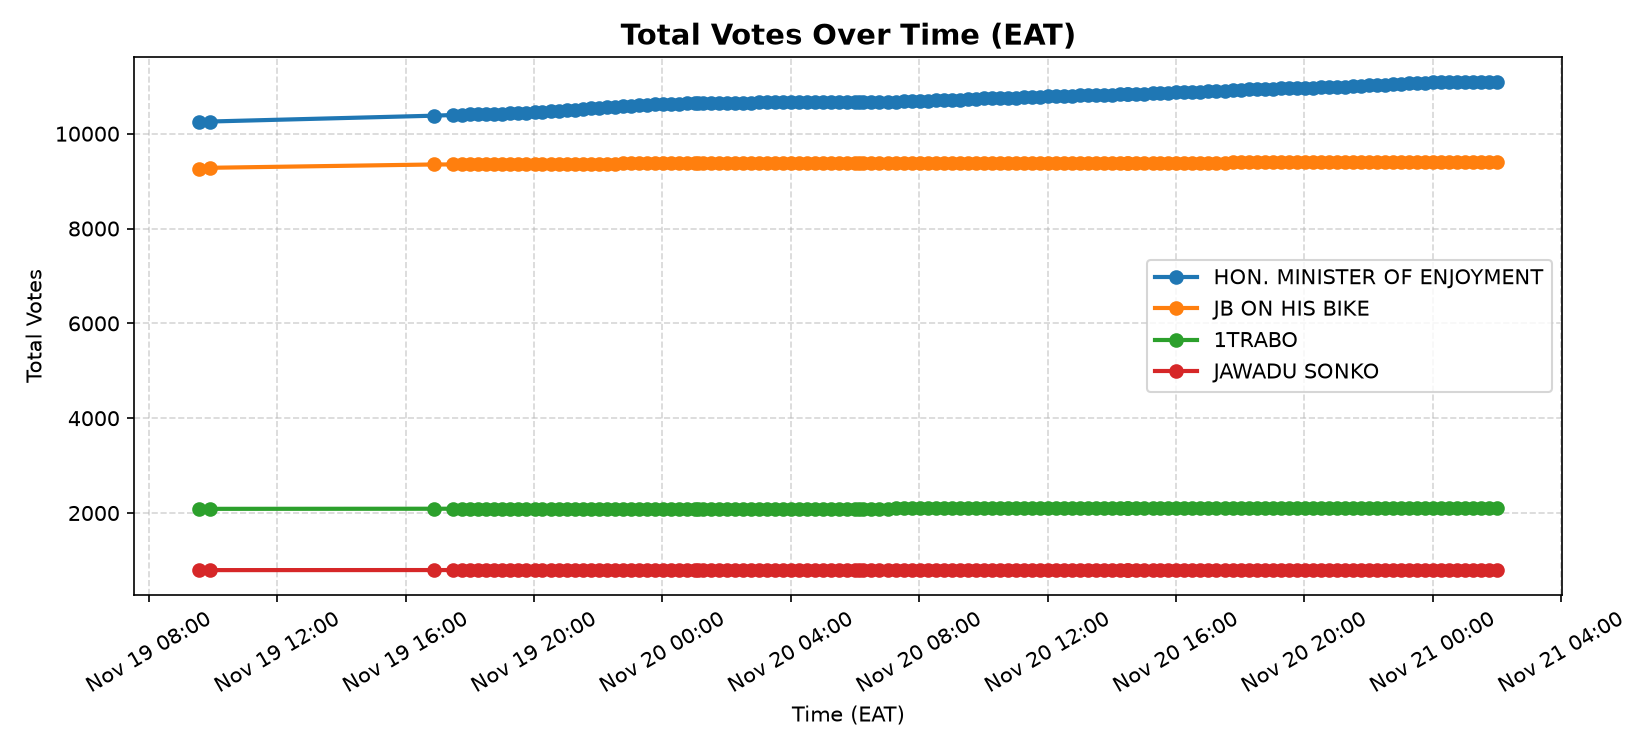 Total Votes Over Time (EAT)
Total Votes
10000
8000
6000
4000
2000
HON. MINISTER OF ENJOYMENT
JB ON HIS BIKE
1TRABO
JAWADU SONKO
Nov 19 08:00
Nov 19 12:00
Nov 19 16:00
Nov 19 20:00
Nov 20 00:00
Nov 20 04:00
Nov 20 08:00
Nov 20 12:00
Nov 20 16:00
Nov 20 20:00
Nov 21 00:00
Nov 21 04:00
Time (EAT)